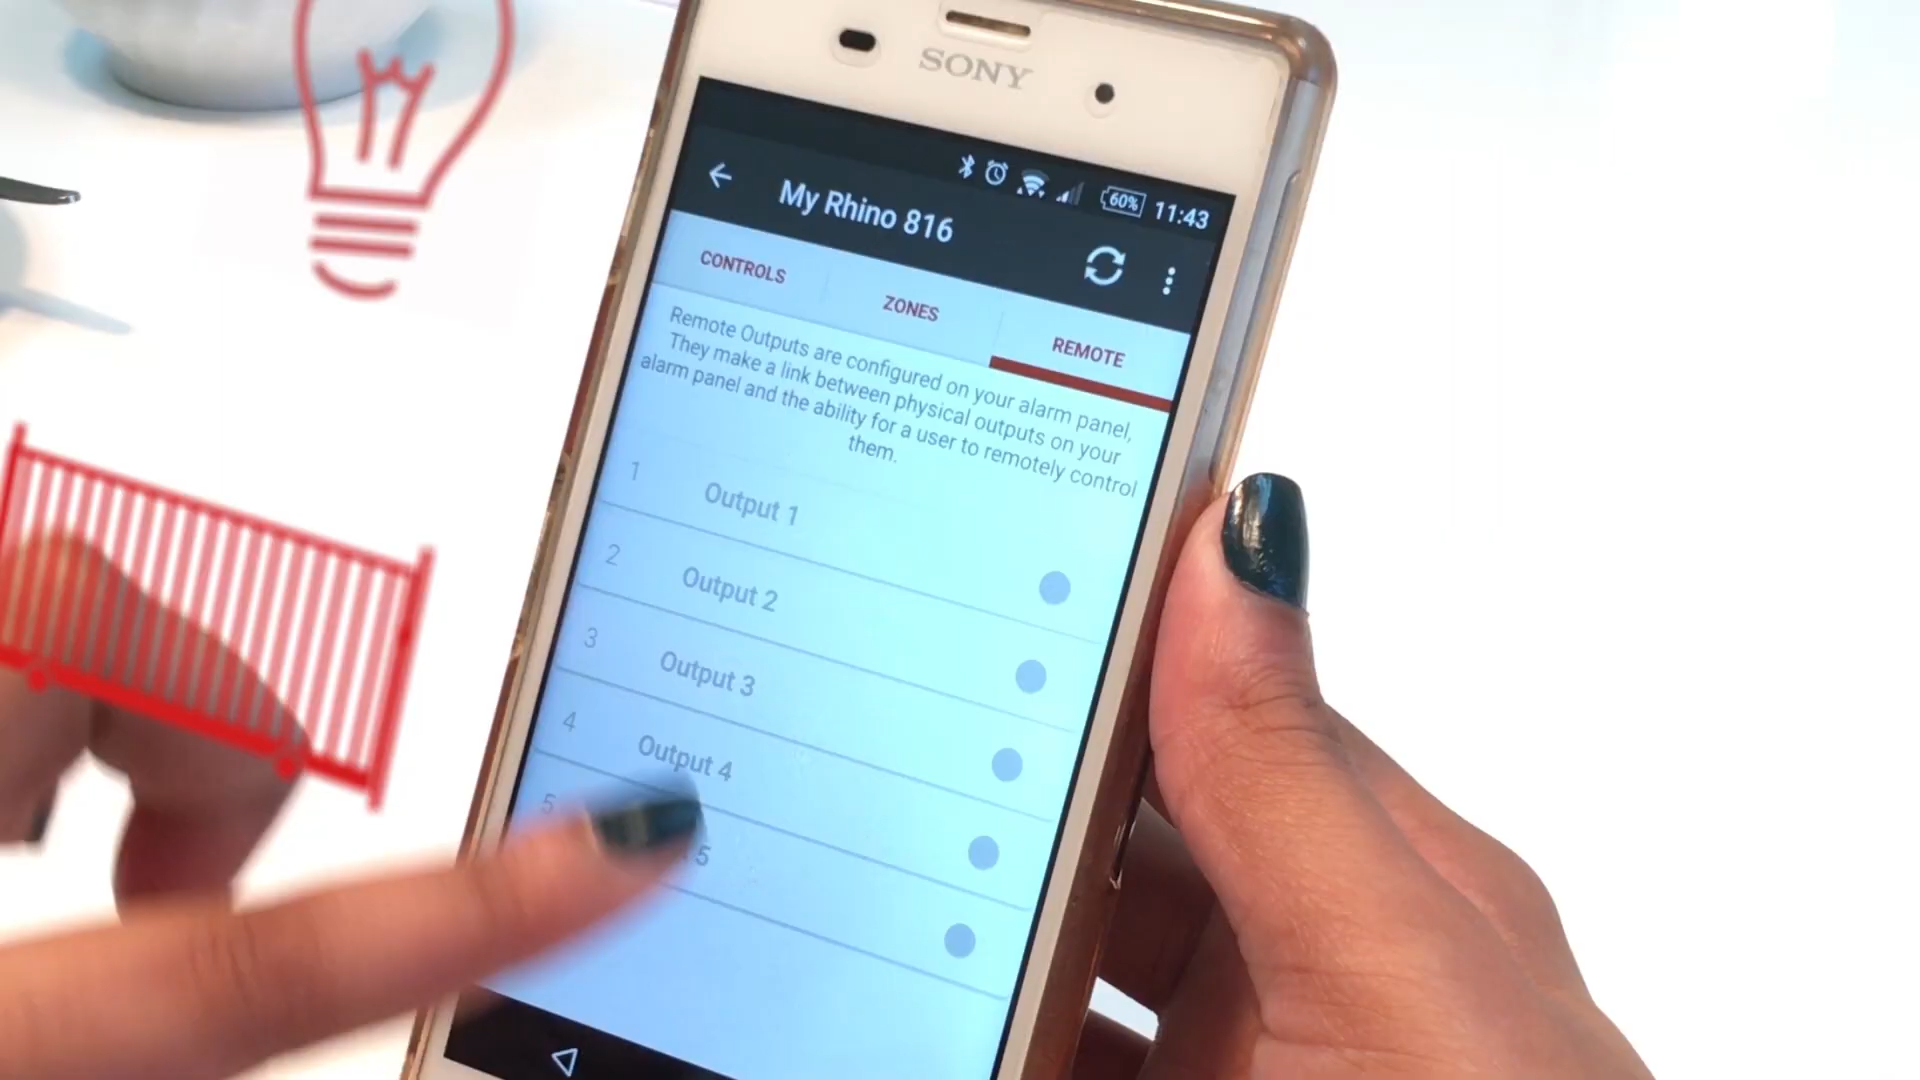 SONY
60% 11:43
My Rhino 816
CONTROLS ZONES REMOTE
Remote Outputs are configured on your alarm panel,
They make a link between physical outputs on your
alarm panel and the ability for a user to remotely control
them.
1 Output 1
2 Output 2
3 Output 3
4 Output 4
5 5